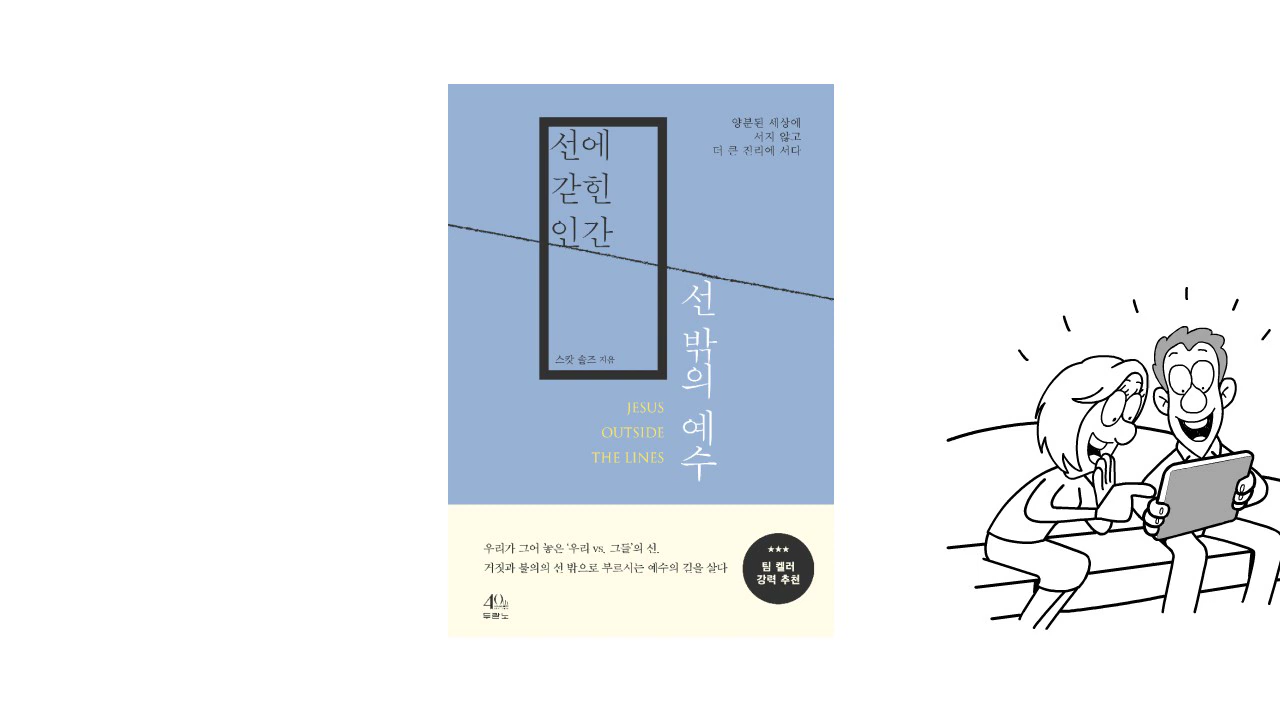 선에
갇힌
인간
양분된 세상에
서지 않고
더 큰 진리에 서다
선 밖의 예수
스캇 솔즈 지음
JESUS
OUTSIDE
THE LINES
우리가 그어 놓은 '우리 vs. 그들'의 선,
거짓과 불의의 선 밖으로 부르시는 예수의 길을 살다
★★★
팀 켈러
강력 추천
40th
두란노